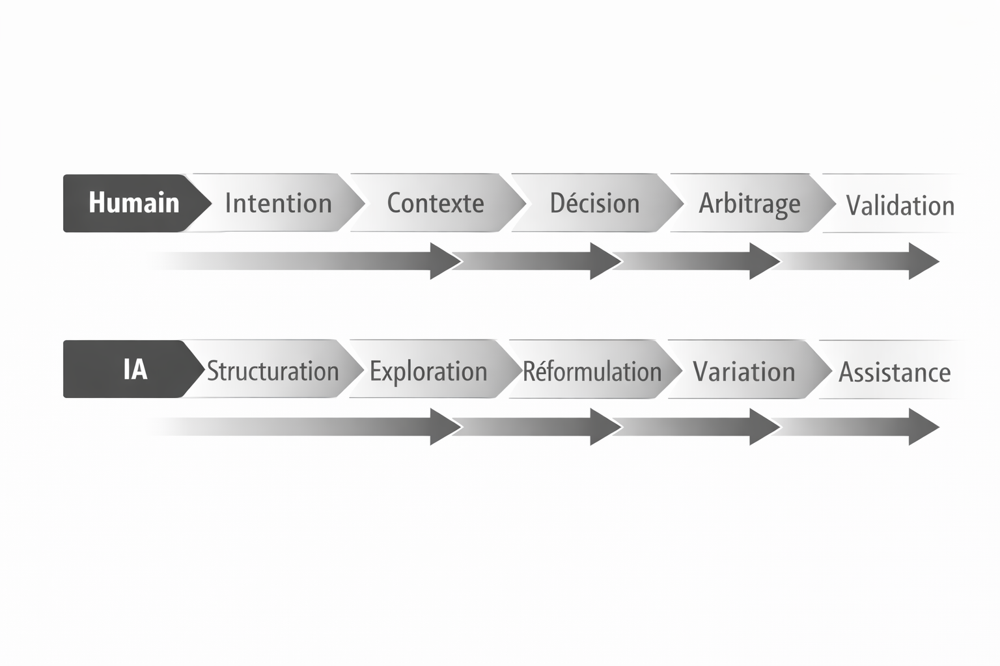 Humain Intention Contexte Décision Arbitrage Validation
IA Structuration Exploration Réformulation Variation Assistance